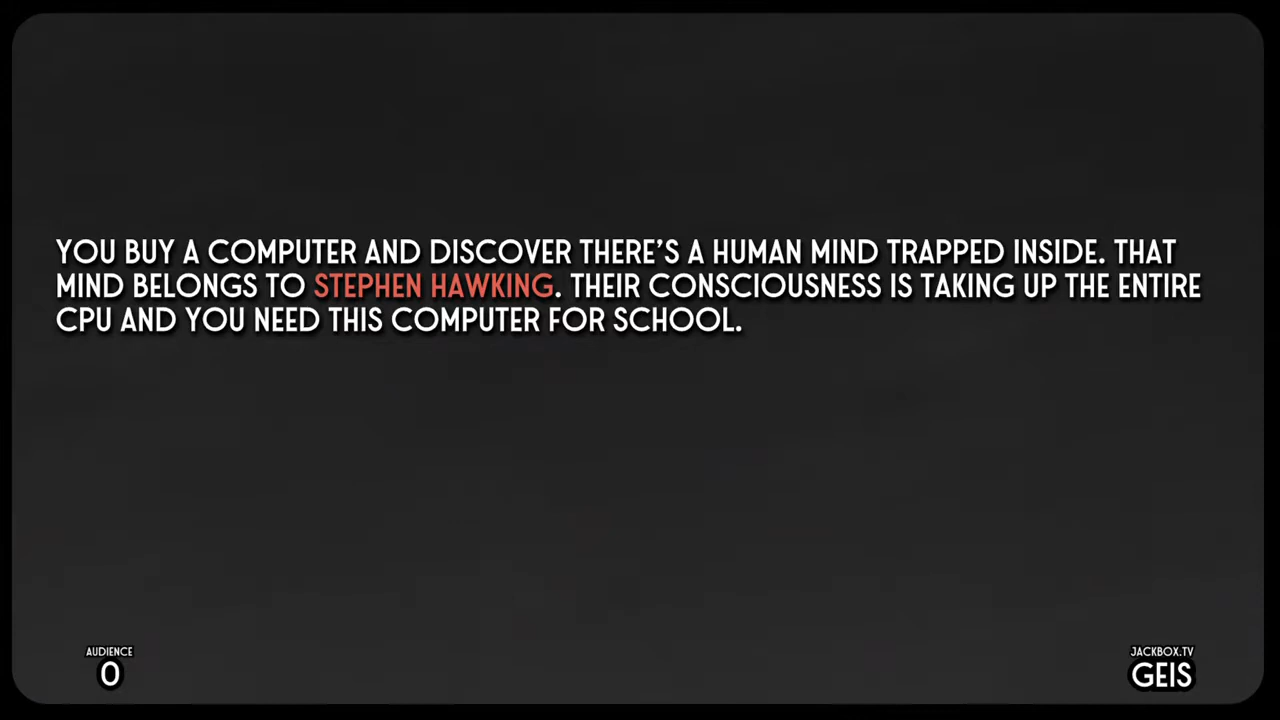 YOU BUY A COMPUTER AND DISCOVER THERE'S A HUMAN MIND TRAPPED INSIDE. THAT
MIND BELONGS TO STEPHEN HAWKING. THEIR CONSCIOUSNESS IS TAKING UP THE ENTIRE
CPU AND YOU NEED THIS COMPUTER FOR SCHOOL.
AUDIENCE
0
JACKBOX.TV
GEIS